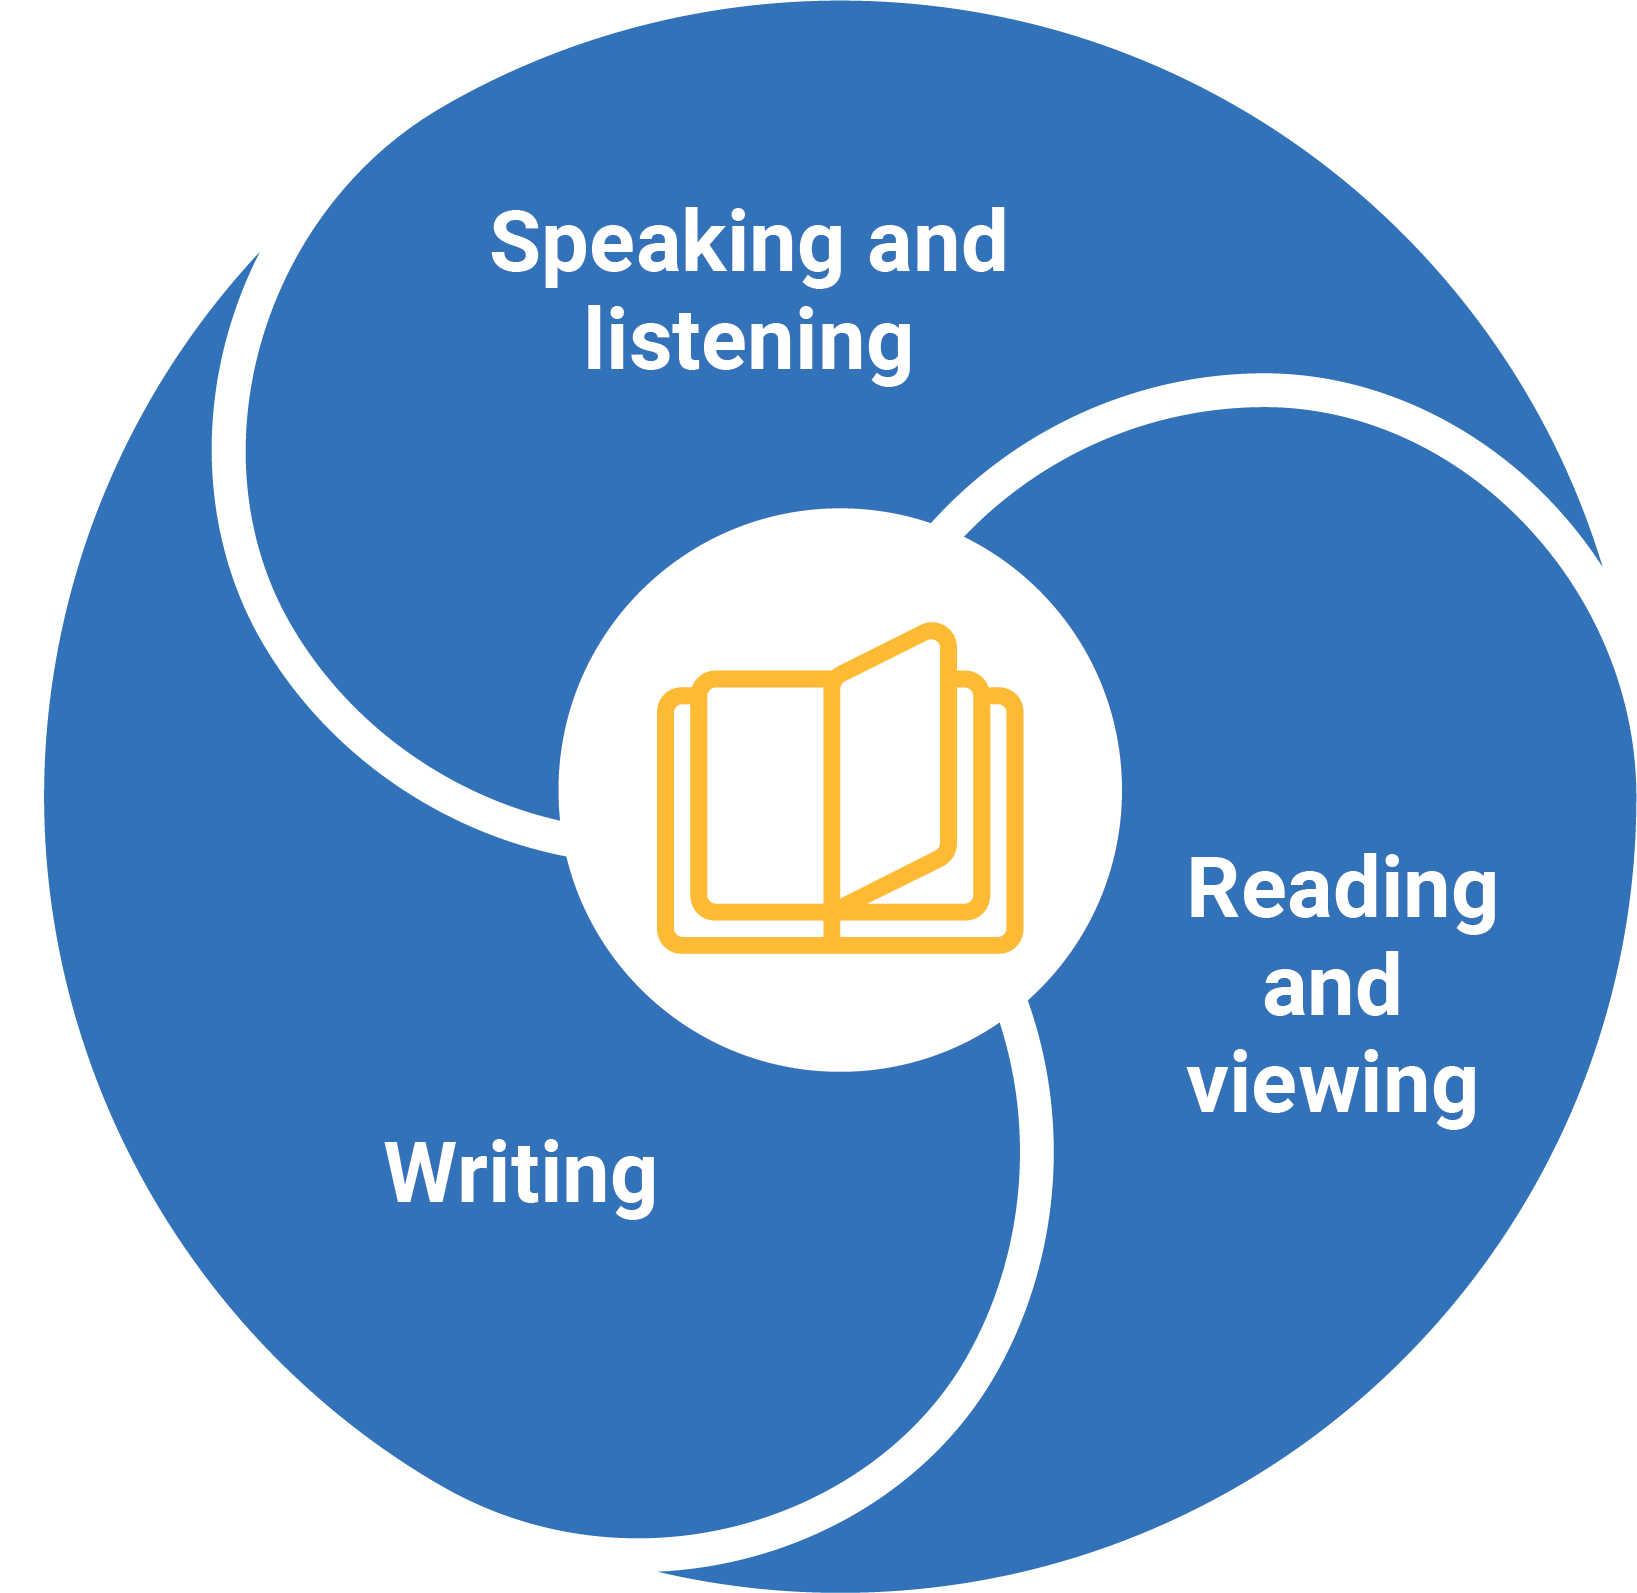 Speaking and
listening
Reading
and
viewing
Writing